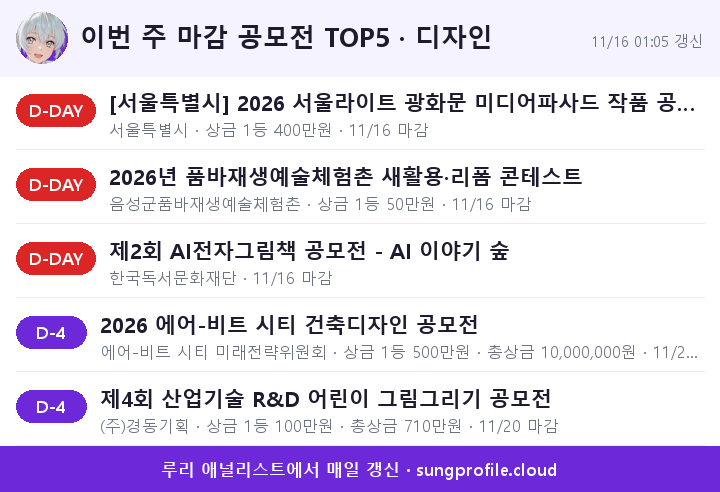 이번 주 마감 공모전 TOP5 · 디자인
11/16 01:05 갱신
D-DAY
[서울특별시] 2026 서울라이트 광화문 미디어파사드 작품 공...
서울특별시 · 상금 1등 400만원 · 11/16 마감
D-DAY
2026년 품바재생예술체험촌 새활용·리폼 콘테스트
음성군품바재생예술체험촌 · 상금 1등 50만원 · 11/16 마감
D-DAY
제2회 AI전자그림책 공모전 - AI 이야기 숲
한국독서문화재단 · 11/16 마감
D-4
2026 에어-비트 시티 건축디자인 공모전
에어-비트 시티 미래전략위원회 · 상금 1등 500만원 · 총상금 10,000,000원 · 11/2...
D-4
제4회 산업기술 R&D 어린이 그림그리기 공모전
(주)경동기획 · 상금 1등 100만원 · 총상금 710만원 · 11/20 마감
루리 애널리스트에서 매일 갱신 · sungprofile.cloud